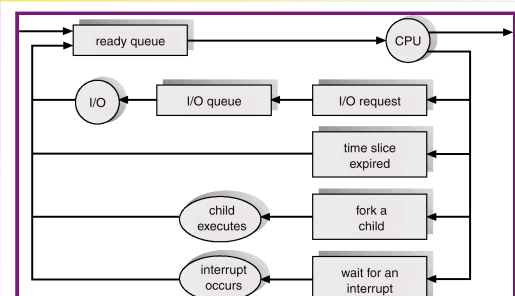 ready queue
CPU
I/O
I/O queue
I/O request
time slice
expired
child
executes
fork a
child
interrupt
occurs
wait for an
interrupt